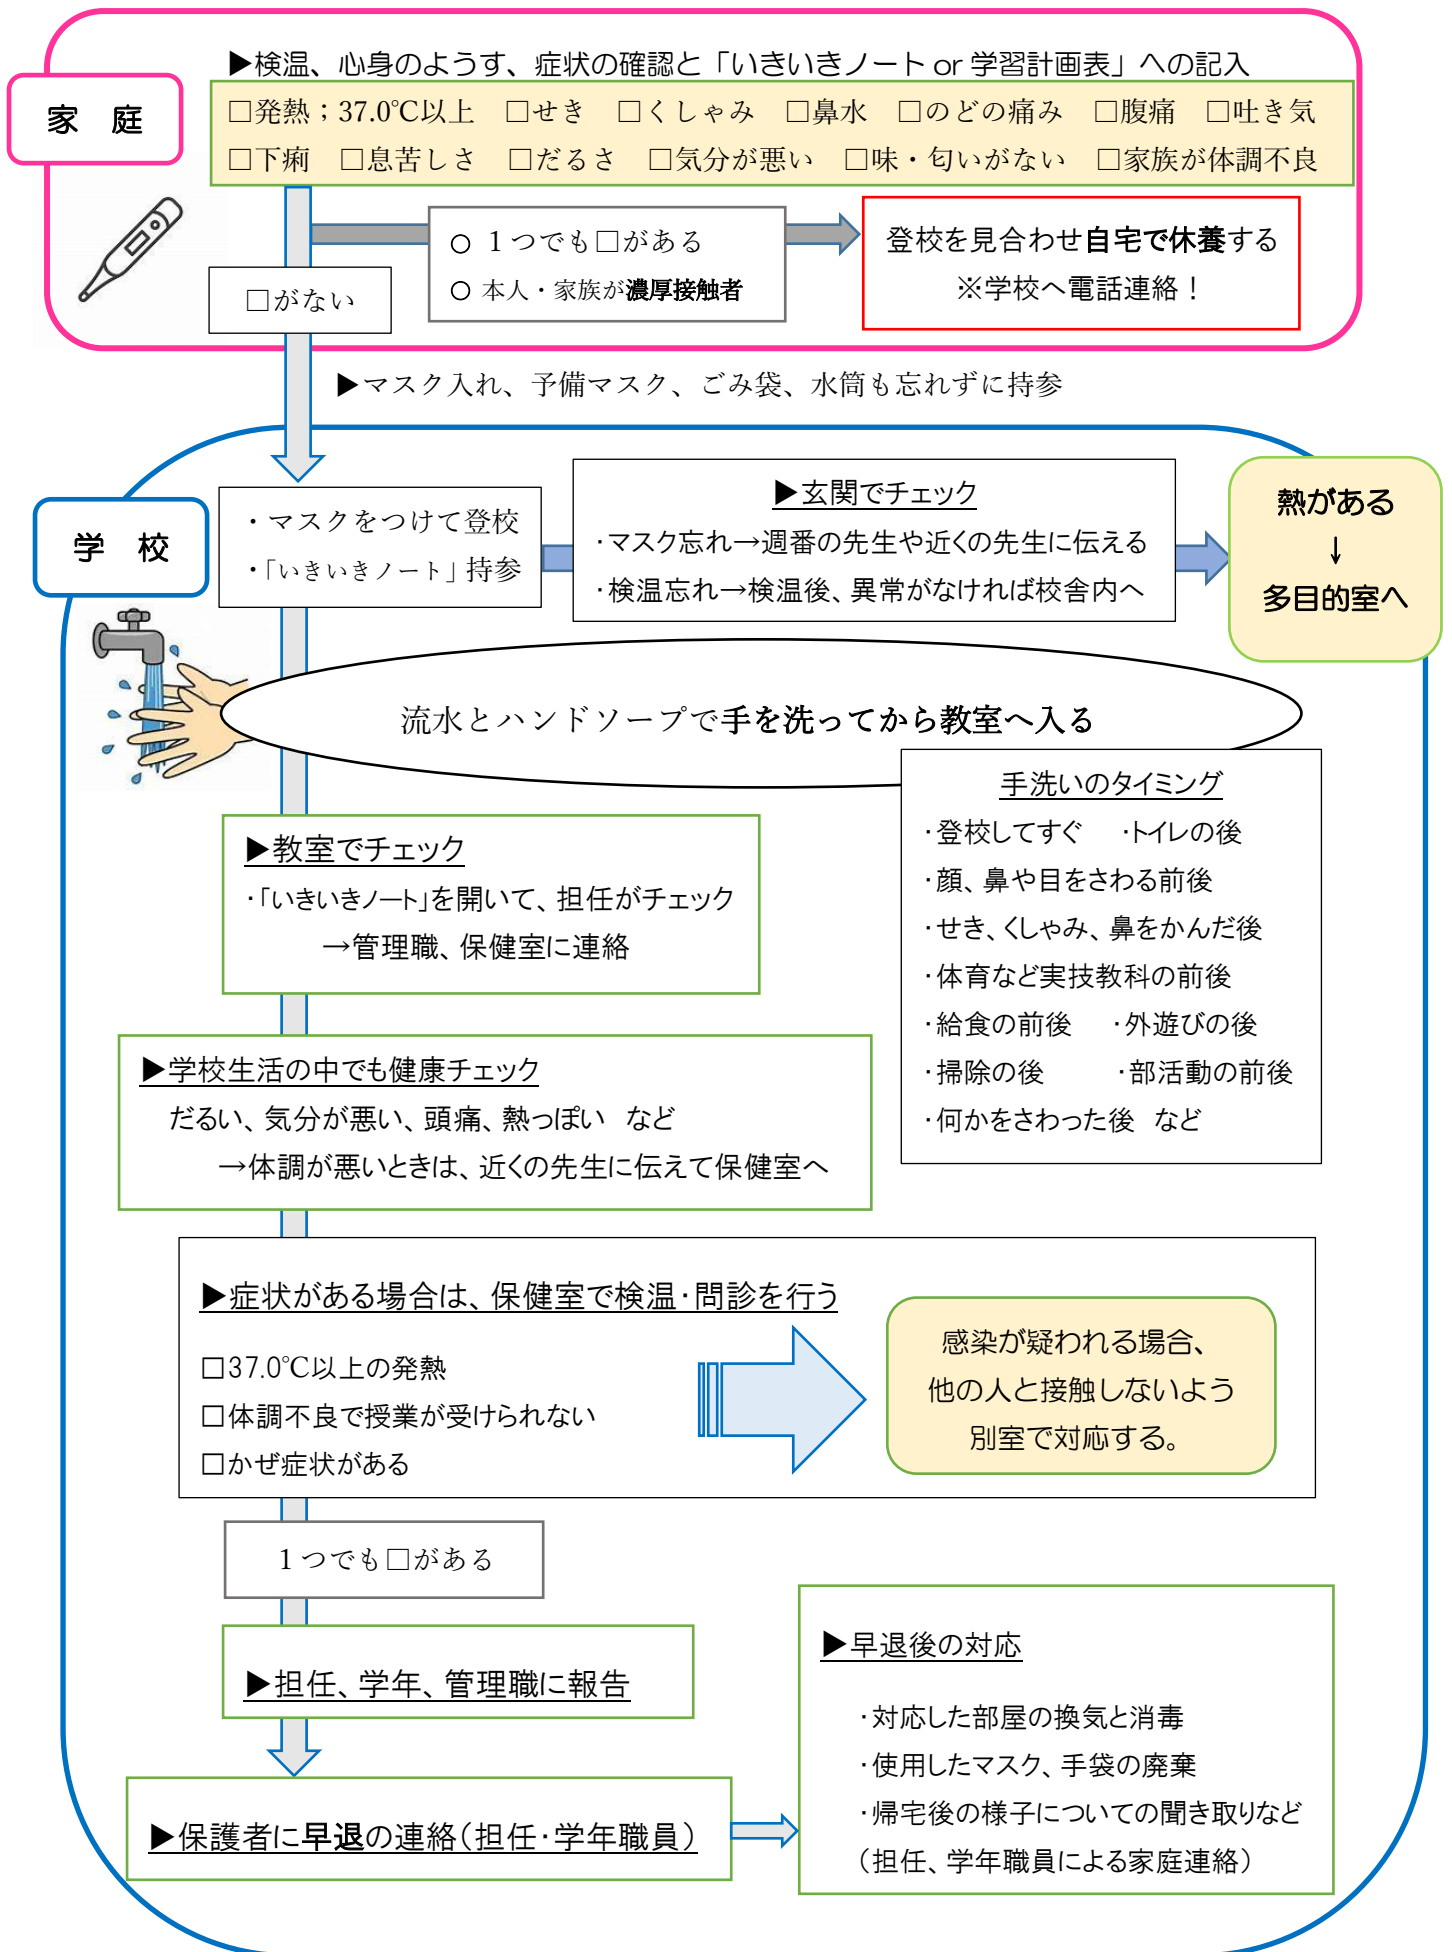 ▶検温、心身のようす、症状の確認と「いきいきノート or 学習計画表」への記入
家　庭
□発熱；37.0℃以上　□せき　□くしゃみ　□鼻水　□のどの痛み　□腹痛　□吐き気
□下痢　□息苦しさ　□だるさ　□気分が悪い　□味・匂いがない　□家族が体調不良
○ 1つでも□がある
○ 本人・家族が濃厚接触者
登校を見合わせ自宅で休養する
※学校へ電話連絡！
□がない
▶マスク入れ、予備マスク、ごみ袋、水筒も忘れずに持参
学　校
・マスクをつけて登校
・「いきいきノート」持参
▶玄関でチェック
・マスク忘れ→週番の先生や近くの先生に伝える
・検温忘れ→検温後、異常がなければ校舎内へ
熱がある
↓
多目的室へ
流水とハンドソープで手を洗ってから教室へ入る
手洗いのタイミング
・登校してすぐ　・トイレの後
・顔、鼻や目をさわる前後
・せき、くしゃみ、鼻をかんだ後
・体育など実技教科の前後
・給食の前後　・外遊びの後
・掃除の後　・部活動の前後
・何かをさわった後　など
▶教室でチェック
・「いきいきノート」を開いて、担任がチェック
→管理職、保健室に連絡
▶学校生活の中でも健康チェック
だるい、気分が悪い、頭痛、熱っぽい　など
→体調が悪いときは、近くの先生に伝えて保健室へ
▶症状がある場合は、保健室で検温・問診を行う
□37.0℃以上の発熱
□体調不良で授業が受けられない
□かぜ症状がある
感染が疑われる場合、
他の人と接触しないよう
別室で対応する。
1つでも□がある
▶担任、学年、管理職に報告
▶保護者に早退の連絡（担任・学年職員）
▶早退後の対応
・対応した部屋の換気と消毒
・使用したマスク、手袋の廃棄
・帰宅後の様子についての聞き取りなど
（担任、学年職員による家庭連絡）